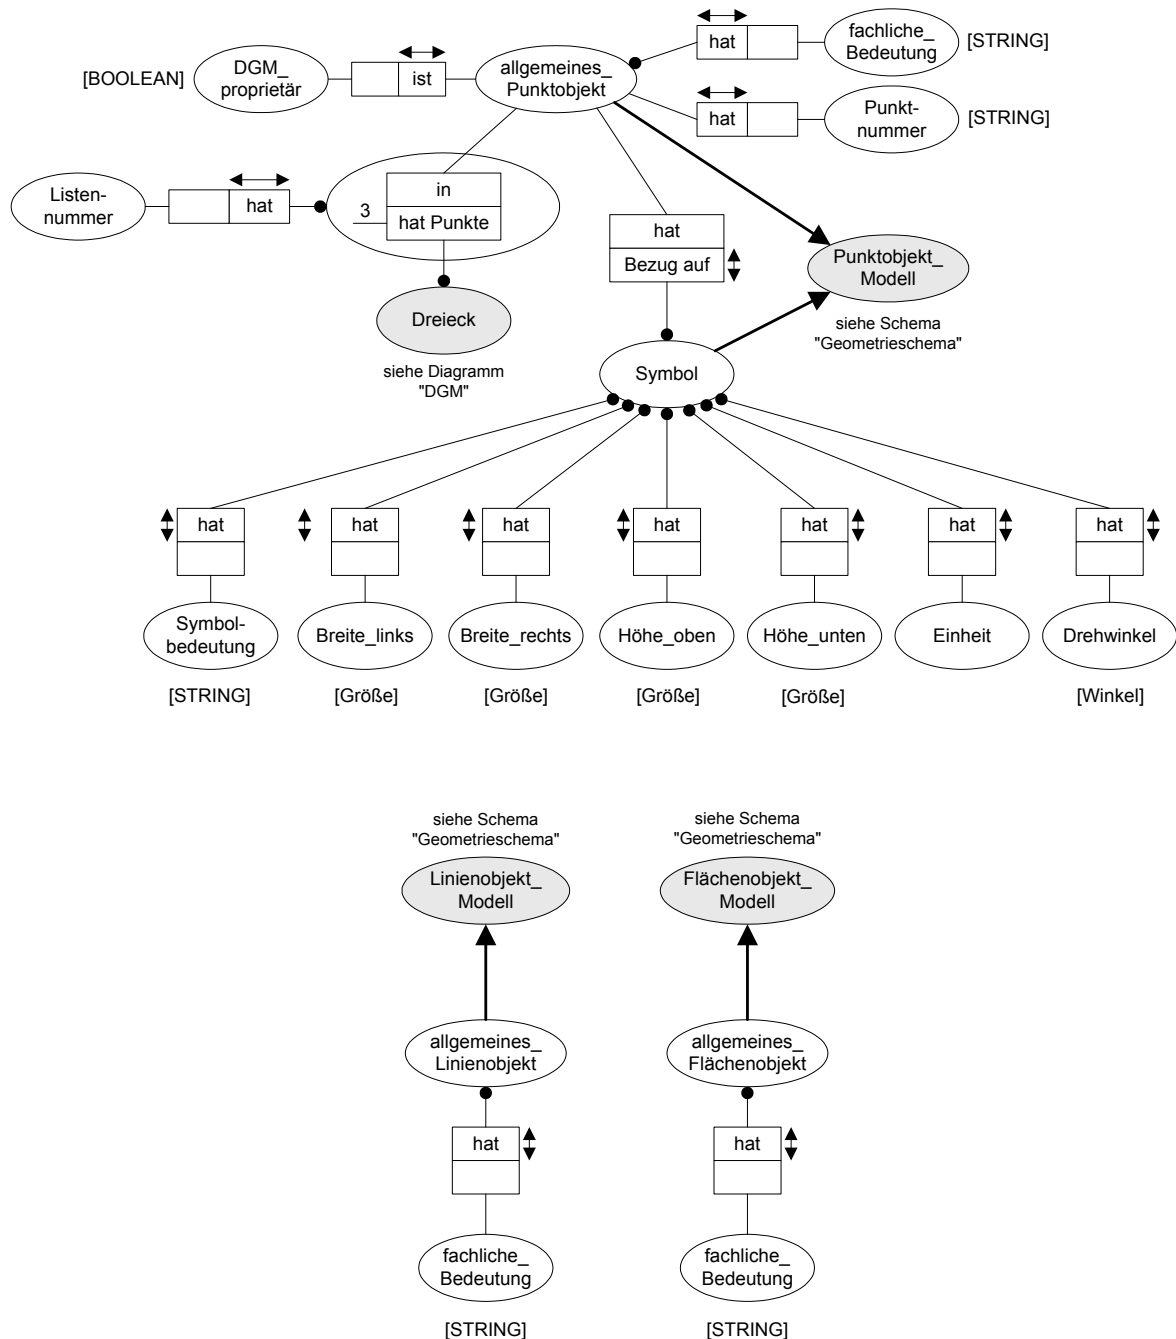 hat
fachliche_
Bedeutung
[STRING]
[BOOLEAN]
DGM_
proprietär
ist
allgemeines_
Punktobjekt
hat
Punkt-
nummer
[STRING]
Listen-
nummer
hat
in
3
hat Punkte
hat
Bezug auf
Punktobjekt_
Modell
siehe Schema
"Geometrieschema"
Dreieck
siehe Diagramm
"DGM"
Symbol
hat
hat
hat
hat
hat
hat
hat
Symbol-
bedeutung
Breite_links
Breite_rechts
Höhe_oben
Höhe_unten
Einheit
Drehwinkel
[STRING]
[Größe]
[Größe]
[Größe]
[Größe]
[Winkel]
siehe Schema
"Geometrieschema"
Linienobjekt_
Modell
allgemeines_
Linienobjekt
hat
fachliche_
Bedeutung
[STRING]
siehe Schema
"Geometrieschema"
Flächenobjekt_
Modell
allgemeines_
Flächenobjekt
hat
fachliche_
Bedeutung
[STRING]